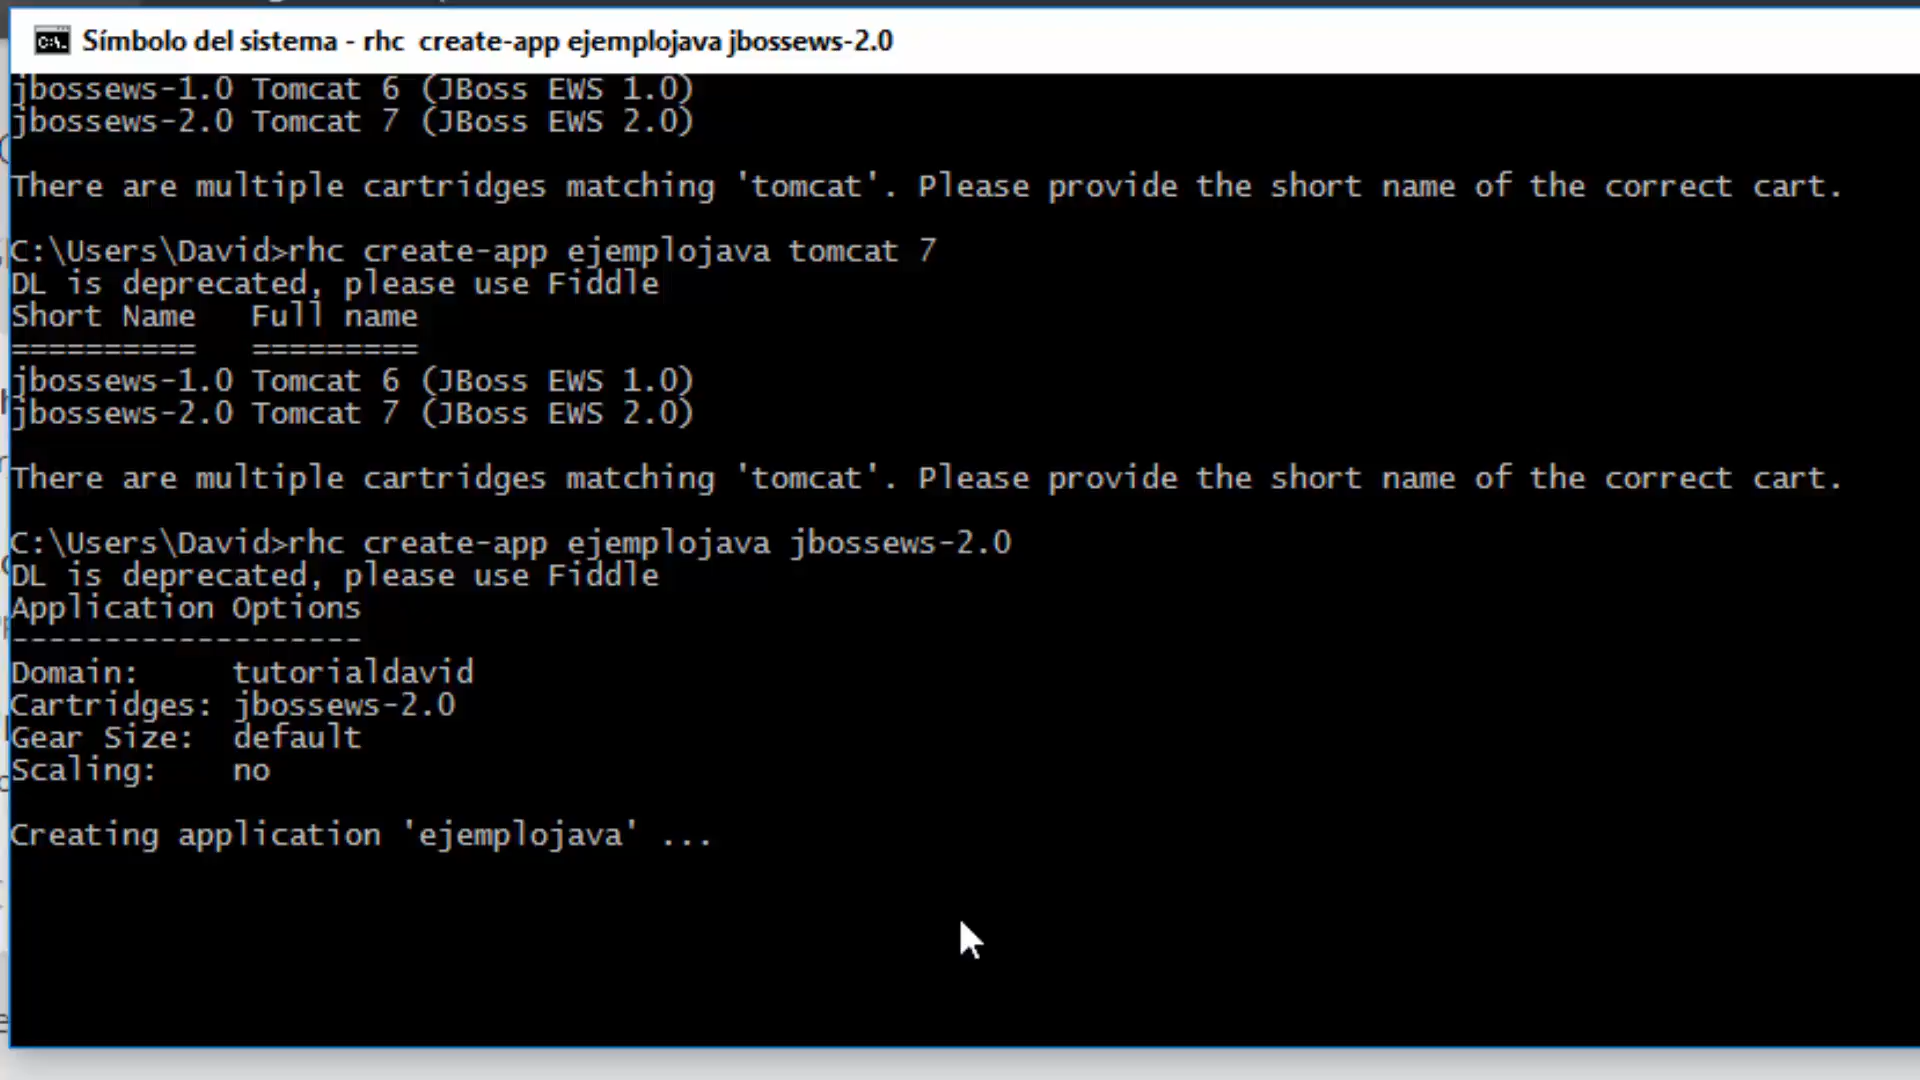 Símbolo del sistema - rhc  create-app ejemplojava jbossews-2.0
jbossews-1.0 Tomcat 6 (JBoss EWS 1.0)
jbossews-2.0 Tomcat 7 (JBoss EWS 2.0)
There are multiple cartridges matching 'tomcat'. Please provide the short name of the correct cart.
C:\Users\David>rhc create-app ejemplojava tomcat 7
DL is deprecated, please use Fiddle
Short Name   Full name
==========   =========
jbossews-1.0 Tomcat 6 (JBoss EWS 1.0)
jbossews-2.0 Tomcat 7 (JBoss EWS 2.0)
There are multiple cartridges matching 'tomcat'. Please provide the short name of the correct cart.
C:\Users\David>rhc create-app ejemplojava jbossews-2.0
DL is deprecated, please use Fiddle
Application Options
-------------------
Domain:     tutorialdavid
Cartridges: jbossews-2.0
Gear Size:  default
Scaling:    no
Creating application 'ejemplojava' ...